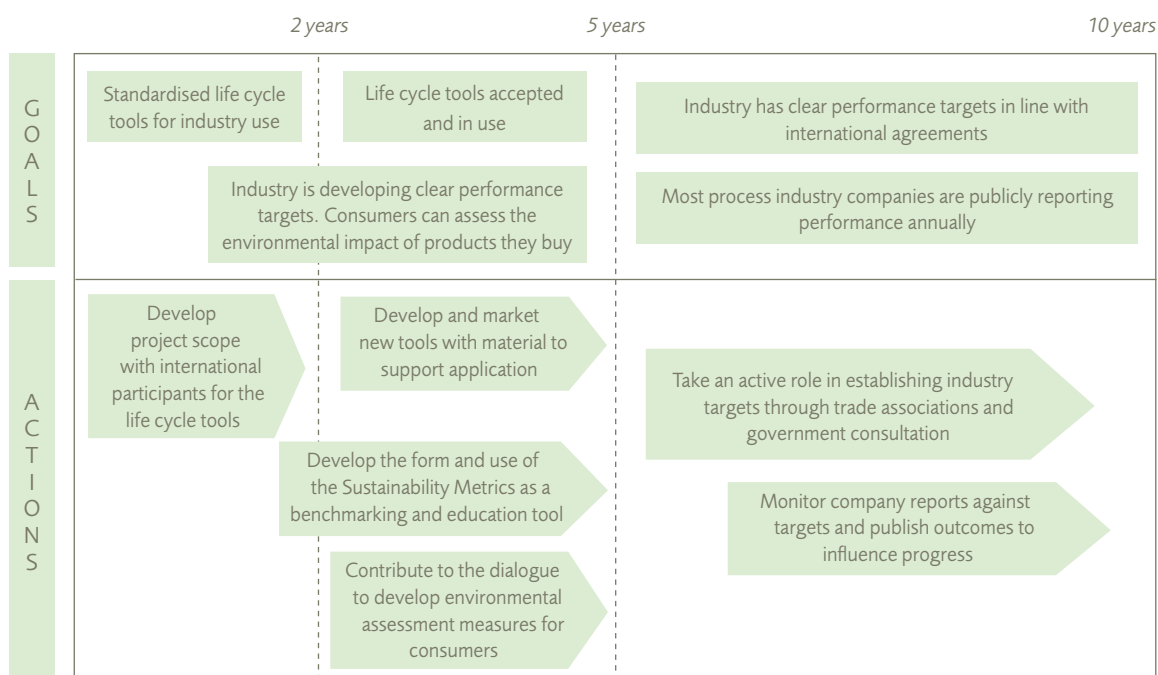 2 years
5 years
10 years
GOALS
Standardised life cycle
tools for industry use
Life cycle tools accepted
and in use
Industry has clear performance targets in line with
international agreements
Industry is developing clear performance
targets. Consumers can assess the
environmental impact of products they buy
Most process industry companies are publicly reporting
performance annually
ACTIONS
Develop
project scope
with international
participants for the
life cycle tools
Develop and market
new tools with material to
support application
Take an active role in establishing industry
targets through trade associations and
government consultation
Develop the form and use of
the Sustainability Metrics as a
benchmarking and education tool
Monitor company reports against
targets and publish outcomes to
influence progress
Contribute to the dialogue
to develop environmental
assessment measures for
consumers